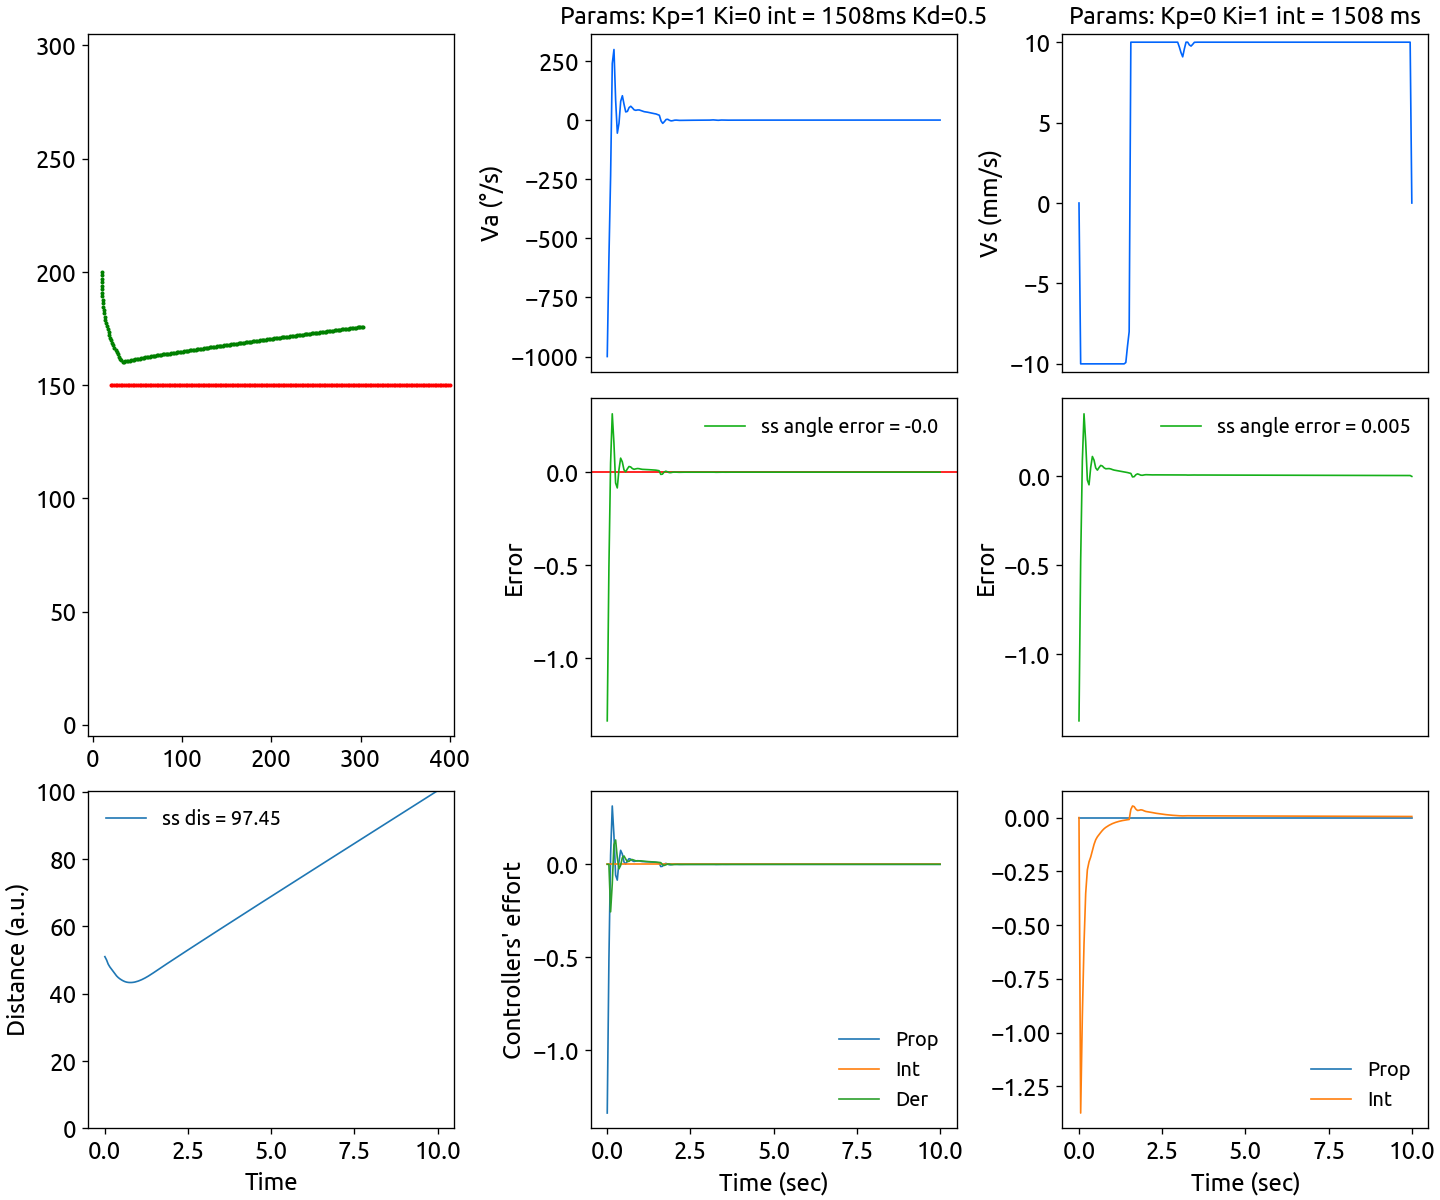 Params: Kp=1 Ki=0 int = 1508ms Kd=0.5
Params: Kp=0 Ki=1 int = 1508 ms
300
250
200
150
100
50
0
0 100 200 300 400
Va (°/s)
250
0
−250
−500
−750
−1000
Vs (mm/s)
10
5
0
−5
−10
Error
0.0
−0.5
−1.0
ss angle error = -0.0
Error
0.0
−0.5
−1.0
ss angle error = 0.005
Distance (a.u.)
100
80
60
40
20
0
ss dis = 97.45
0.0 2.5 5.0 7.5 10.0
Time
Controllers' effort
0.0
−0.5
−1.0
Prop
Int
Der
0.0 2.5 5.0 7.5 10.0
Time (sec)
0.00
−0.25
−0.50
−0.75
−1.00
−1.25
Prop
Int
0.0 2.5 5.0 7.5 10.0
Time (sec)